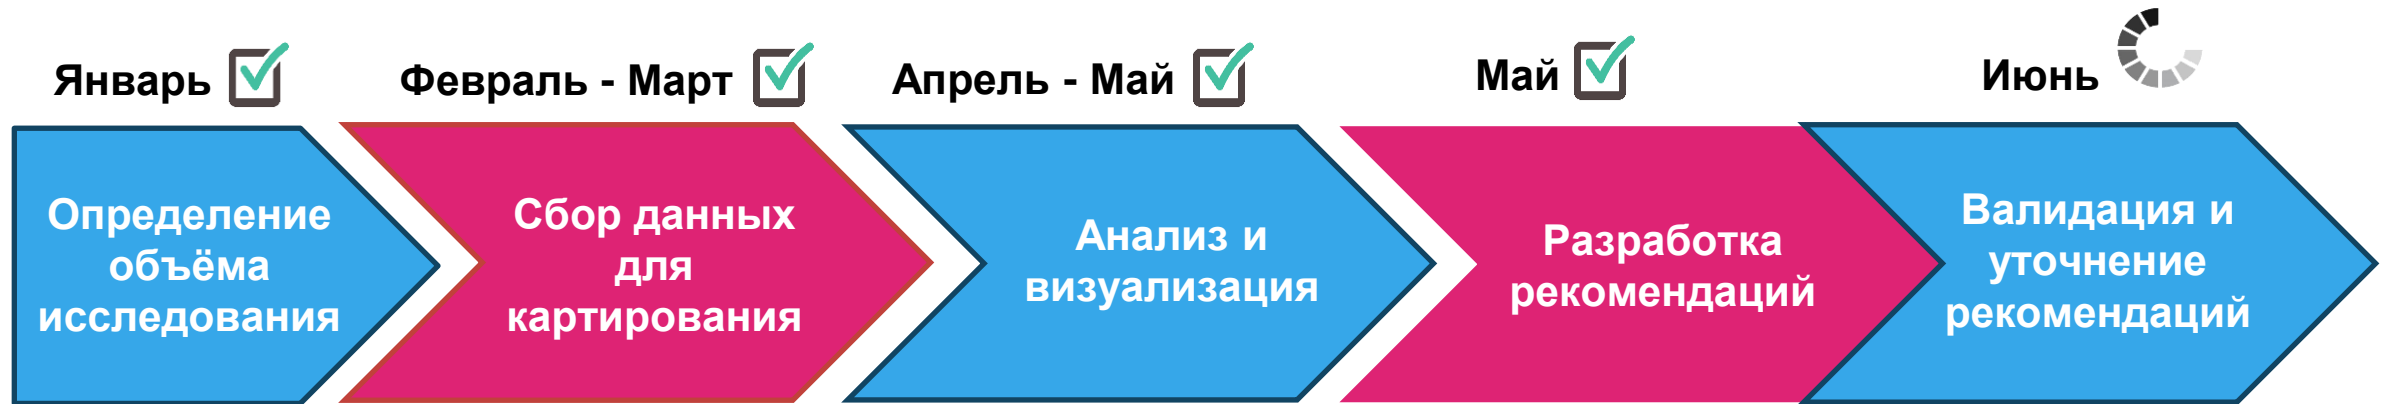 Январь
Февраль - Март
Апрель - Май
Май
Июнь
Определение
объёма
исследования
Сбор данных
для
картирования
Анализ и
визуализация
Разработка
рекомендаций
Валидация и
уточнение
рекомендаций